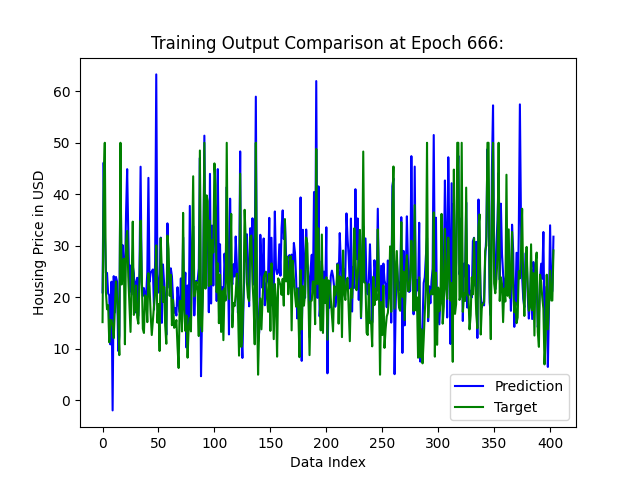 Training Output Comparison at Epoch 666:
Housing Price in USD
60
50
40
30
20
10
0
0 50 100 150 200 250 300 350 400
Data Index
Prediction
Target